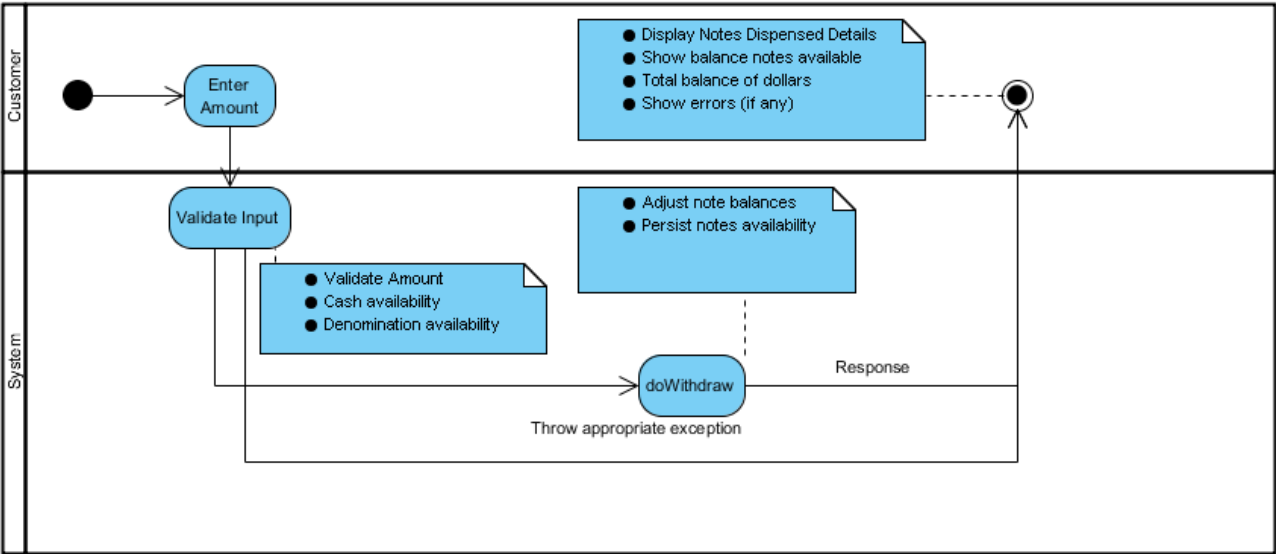 Customer
Enter
Amount
● Display Notes Dispensed Details
● Show balance notes available
● Total balance of dollars
● Show errors (if any)
System
Validate Input
● Validate Amount
● Cash availability
● Denomination availability
● Adjust note balances
● Persist notes availability
doWithdraw
Response
Throw appropriate exception